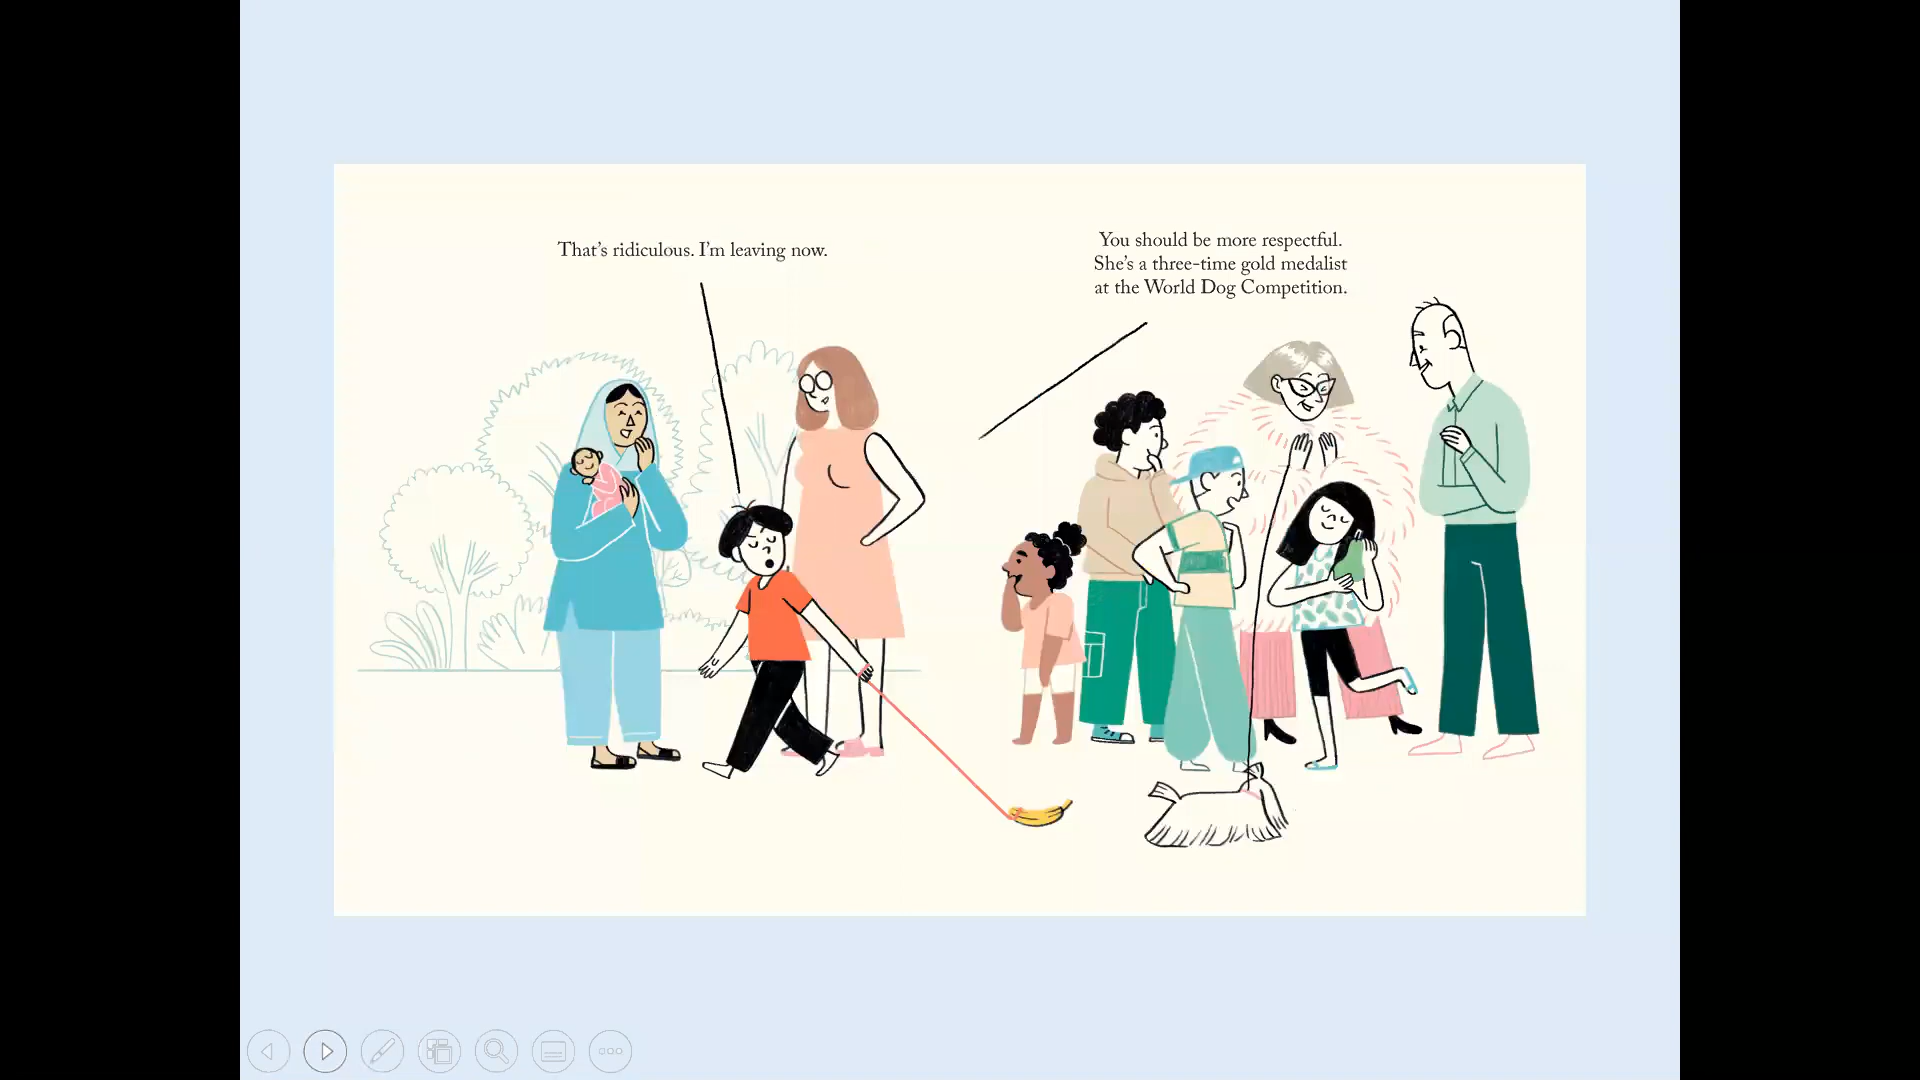 That's ridiculous. I'm leaving now.
You should be more respectful.
She's a three-time gold medalist
at the World Dog Competition.